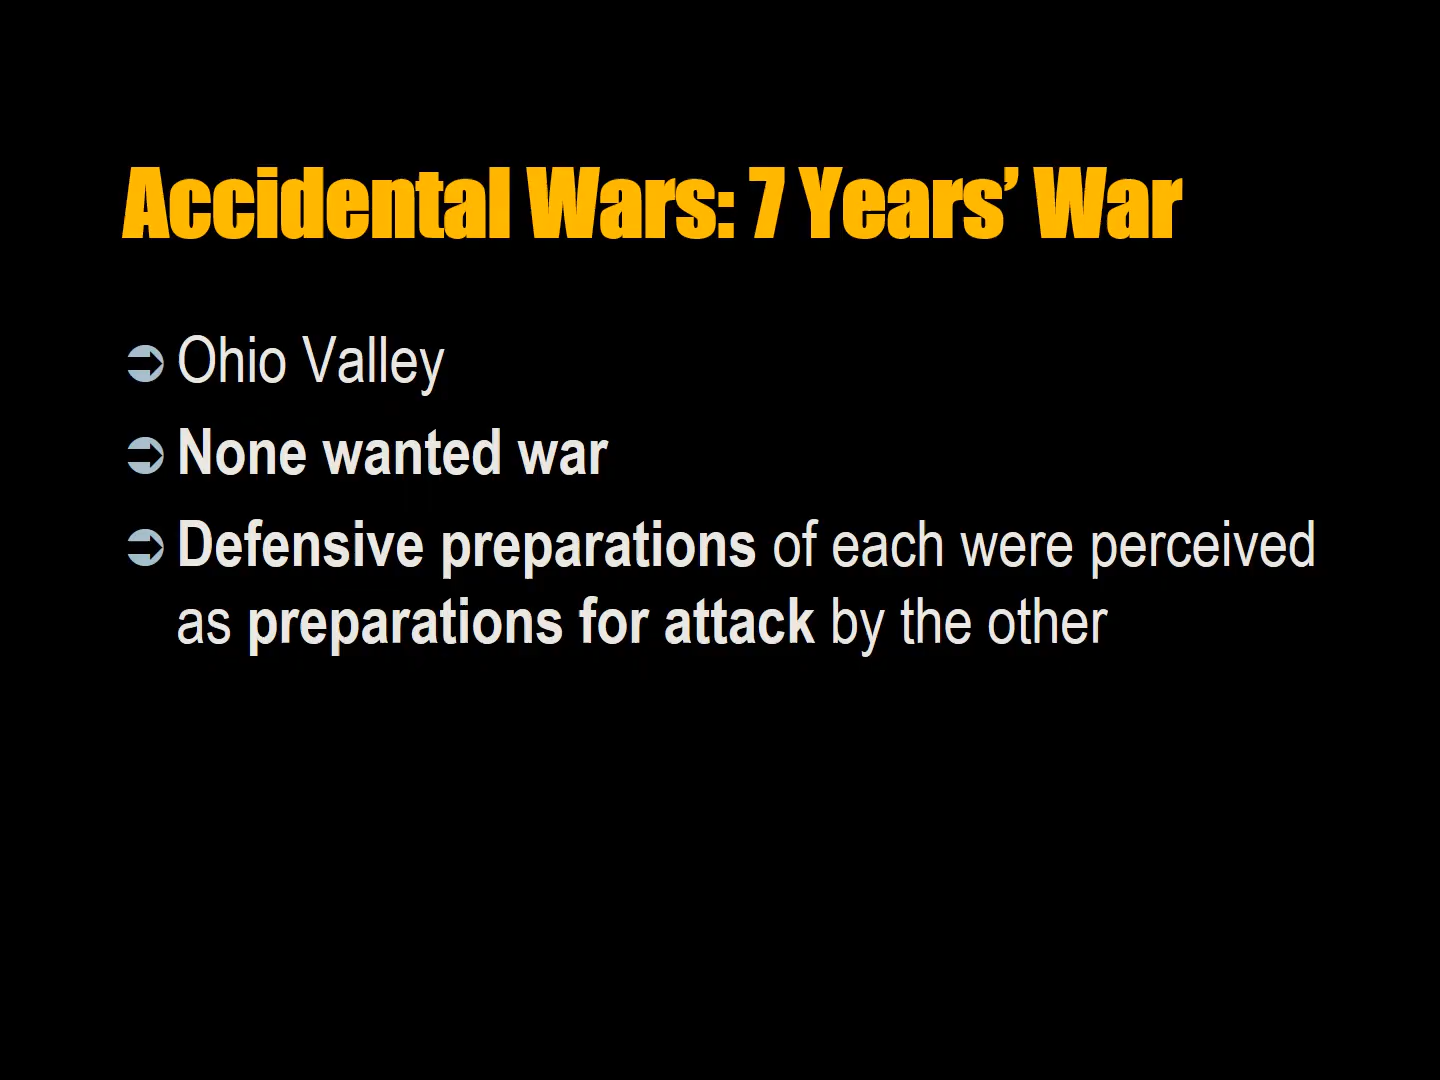 Accidental Wars: 7 Years’ War
Ohio Valley
None wanted war
Defensive preparations of each were perceived
as preparations for attack by the other